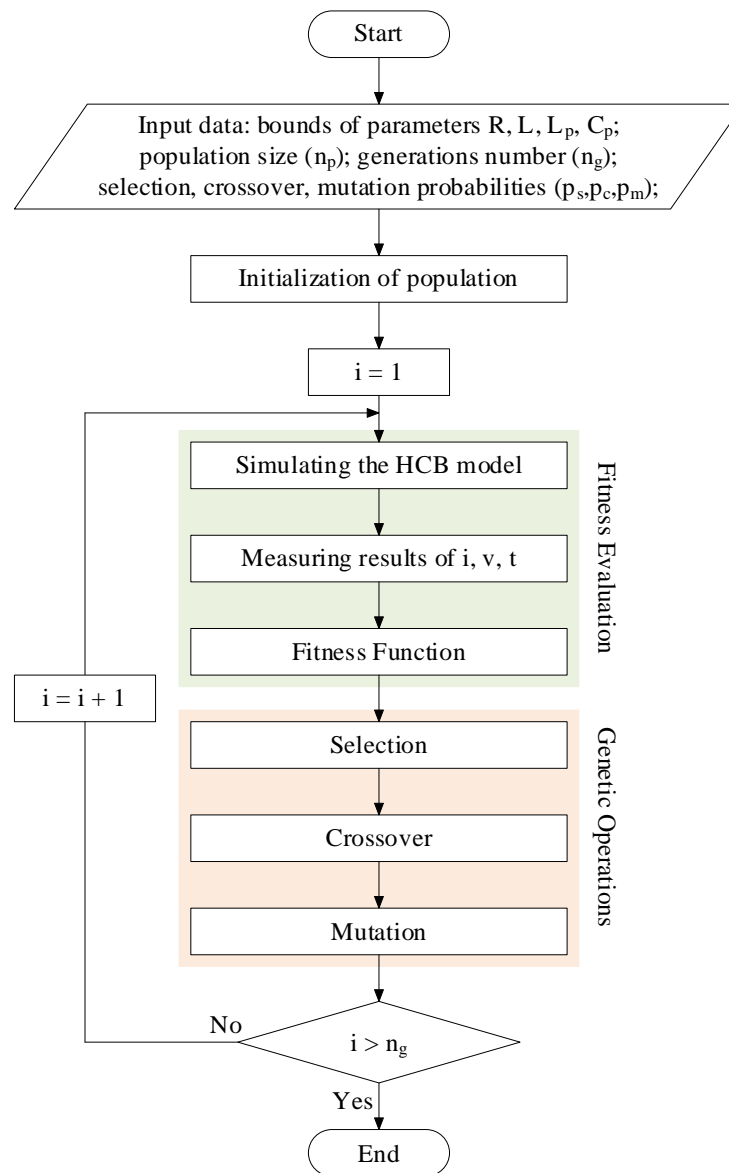 Start
Input data: bounds of parameters R, L, Lp, Cp;
population size (np); generations number (ng);
selection, crossover, mutation probabilities (ps,pc,pm);
Initialization of population
i = 1
Simulating the HCB model
Measuring results of i, v, t
Fitness Function
Fitness Evaluation
i = i + 1
Selection
Crossover
Mutation
Genetic Operations
No
i > ng
Yes
End